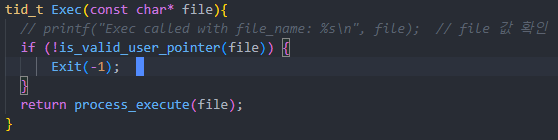 tid_t Exec(const char* file){
// printf("Exec called with file_name: %s\n", file);  // file 값 확인
if (!is_valid_user_pointer(file)) {
Exit(-1);
}
return process_execute(file);
}